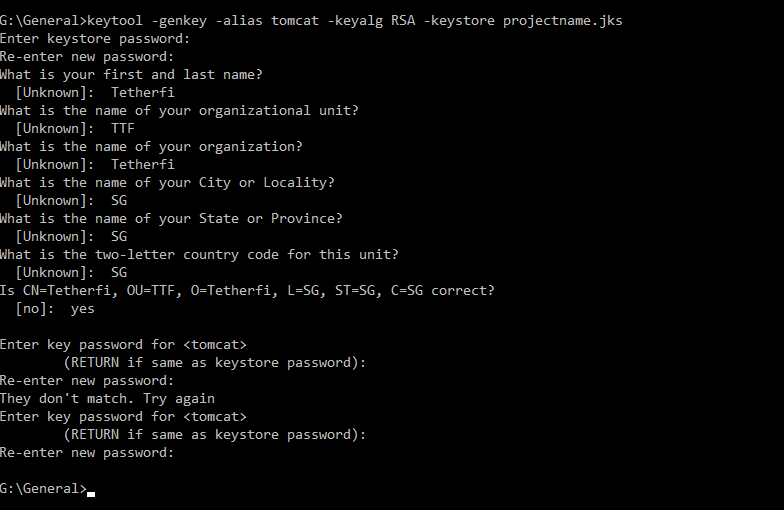 G:\General>keytool -genkey -alias tomcat -keyalg RSA -keystore projectname.jks
Enter keystore password:
Re-enter new password:
What is your first and last name?
  [Unknown]:  Tetherfi
What is the name of your organizational unit?
  [Unknown]:  TTF
What is the name of your organization?
  [Unknown]:  Tetherfi
What is the name of your City or Locality?
  [Unknown]:  SG
What is the name of your State or Province?
  [Unknown]:  SG
What is the two-letter country code for this unit?
  [Unknown]:  SG
Is CN=Tetherfi, OU=TTF, O=Tetherfi, L=SG, ST=SG, C=SG correct?
  [no]:  yes

Enter key password for <tomcat>
        (RETURN if same as keystore password):
Re-enter new password:
They don't match. Try again
Enter key password for <tomcat>
        (RETURN if same as keystore password):
Re-enter new password:

G:\General>